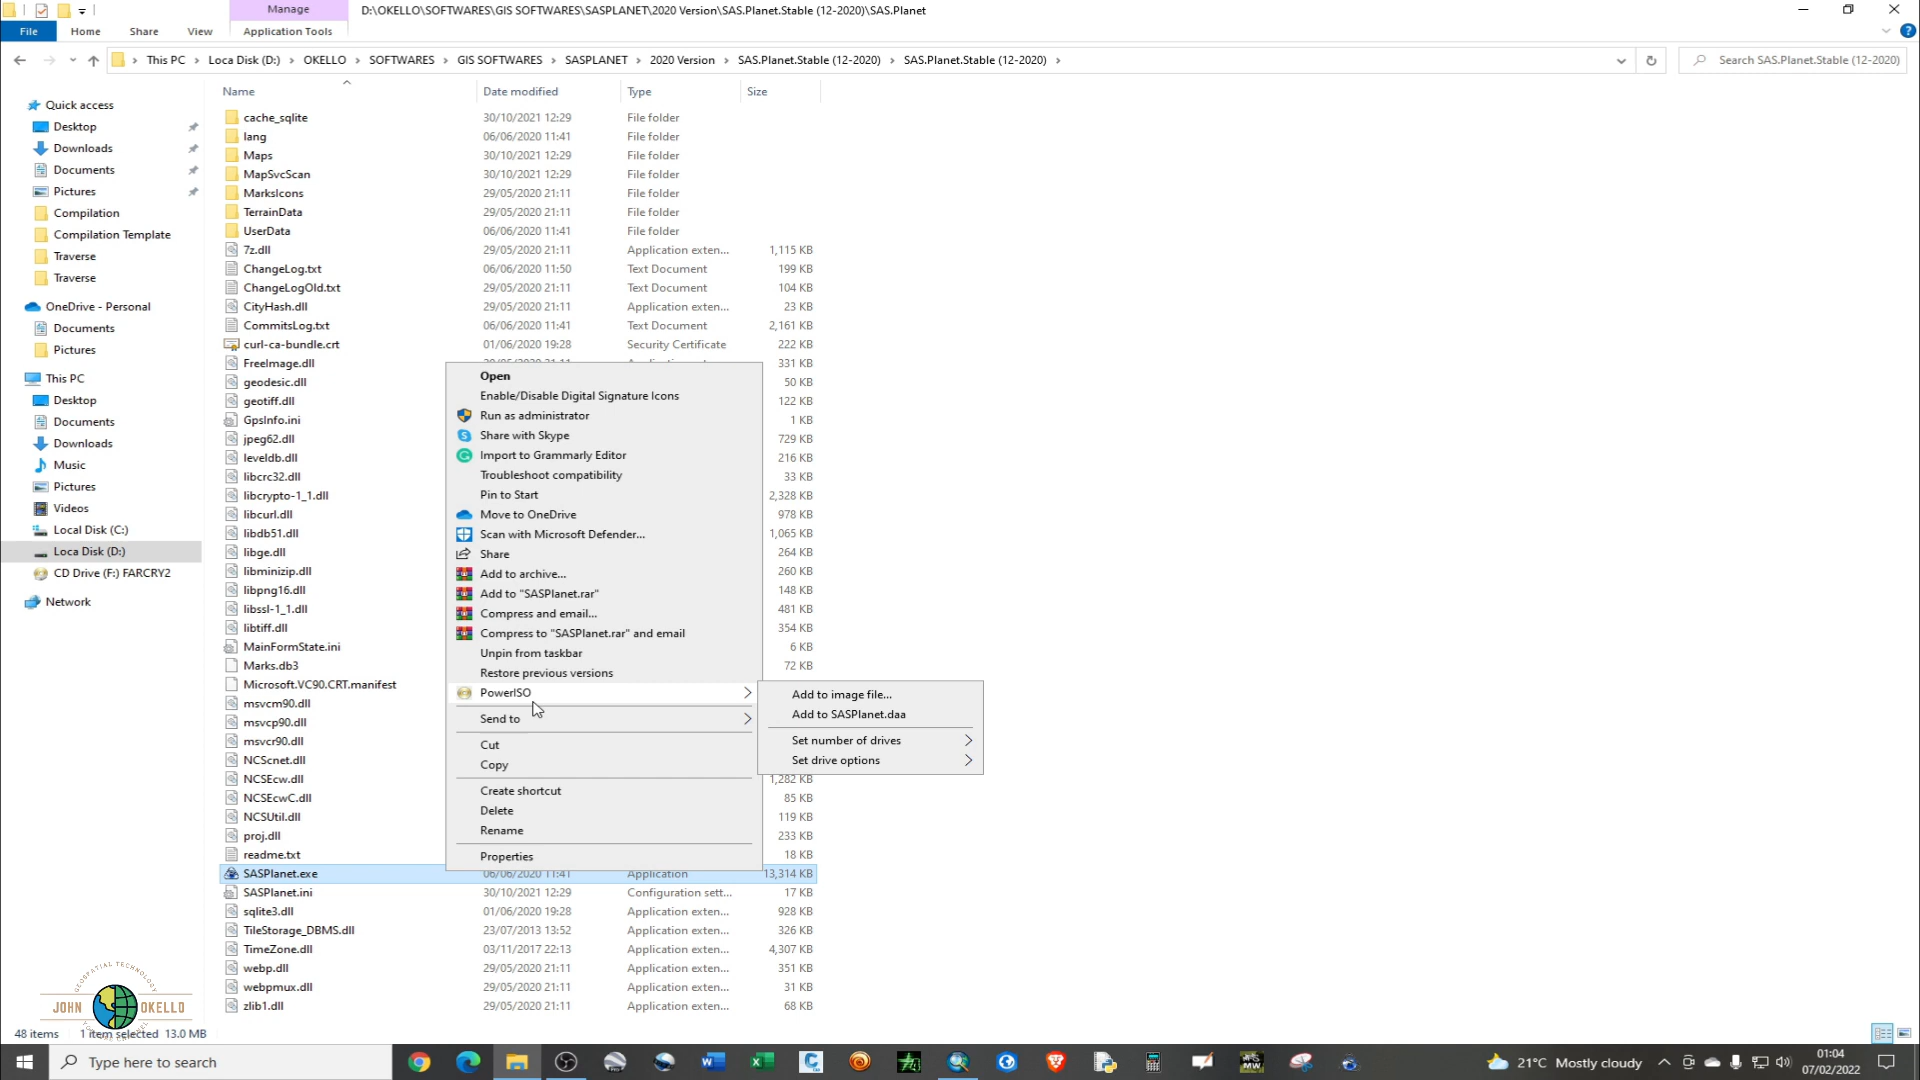 Manage
D:\OKELLO\SOFTWARES\GIS SOFTWARES\SASPLANET\2020 Version\SAS.Planet.Stable (12-2020)\SAS.Planet
File Home Share View Application Tools
This PC Loca Disk (D:) OKELLO SOFTWARES GIS SOFTWARES SASPLANET 2020 Version SAS.Planet.Stable (12-2020) SAS.Planet.Stable (12-2020) Search SAS.Planet.Stable (12-2020)
Name Date modified Type Size
Quick access
Desktop
Downloads
Documents
Pictures
Compilation
Compilation Template
Traverse
Traverse
OneDrive - Personal
Documents
Pictures
This PC
Desktop
Documents
Downloads
Music
Pictures
Videos
Local Disk (C:)
Loca Disk (D:)
CD Drive (F:) FARCRY2
Network
cache_sqlite 30/10/2021 12:29 File folder
lang 06/06/2020 11:41 File folder
Maps 30/10/2021 12:29 File folder
MapSvcScan 30/10/2021 12:29 File folder
MarksIcons 29/05/2020 21:11 File folder
TerrainData 29/05/2020 21:11 File folder
UserData 06/06/2020 11:41 File folder
7z.dll 29/05/2020 21:11 Application exten... 1,115 KB
ChangeLog.txt 06/06/2020 11:50 Text Document 199 KB
ChangeLogOld.txt 29/05/2020 21:11 Text Document 104 KB
CityHash.dll 29/05/2020 21:11 Application exten... 23 KB
CommitsLog.txt 06/06/2020 11:41 Text Document 2,161 KB
curl-ca-bundle.crt 01/06/2020 19:28 Security Certificate 222 KB
FreeImage.dll 331 KB
geodesic.dll 50 KB
geotiff.dll 122 KB
GpsInfo.ini 1 KB
jpeg62.dll 729 KB
leveldb.dll 216 KB
libcrc32.dll 33 KB
libcrypto-1_1.dll 2,328 KB
libcurl.dll 978 KB
libdb51.dll 1,065 KB
libge.dll 264 KB
libminizip.dll 260 KB
libpng16.dll 148 KB
libssl-1_1.dll 481 KB
libtiff.dll 354 KB
MainFormState.ini 6 KB
Marks.db3 72 KB
Microsoft.VC90.CRT.manifest
msvcm90.dll
msvcp90.dll
msvcr90.dll
NCScnet.dll
NCSEcw.dll 1,282 KB
NCSEcwC.dll 85 KB
NCSUtil.dll 119 KB
proj.dll 233 KB
readme.txt 18 KB
SASPlanet.exe 06/06/2020 11:41 Application 13,314 KB
SASPlanet.ini 30/10/2021 12:29 Configuration sett... 17 KB
sqlite3.dll 01/06/2020 19:28 Application exten... 928 KB
TileStorage_DBMS.dll 23/07/2013 13:52 Application exten... 326 KB
TimeZone.dll 03/11/2017 22:13 Application exten... 4,307 KB
webp.dll 29/05/2020 21:11 Application exten... 351 KB
webpmux.dll 29/05/2020 21:11 Application exten... 31 KB
zlib1.dll 29/05/2020 21:11 Application exten... 68 KB
Open
Enable/Disable Digital Signature Icons
Run as administrator
Share with Skype
Import to Grammarly Editor
Troubleshoot compatibility
Pin to Start
Move to OneDrive
Scan with Microsoft Defender...
Share
Add to archive...
Add to "SASPlanet.rar"
Compress and email...
Compress to "SASPlanet.rar" and email
Unpin from taskbar
Restore previous versions
PowerISO
Send to
Cut
Copy
Create shortcut
Delete
Rename
Properties
Add to image file...
Add to SASPlanet.daa
Set number of drives
Set drive options
GEOSPATIAL TECHNOLOGY
JOHN OKELLO
48 items 1 item selected 13.0 MB
Type here to search
21°C Mostly cloudy
01:04
07/02/2022